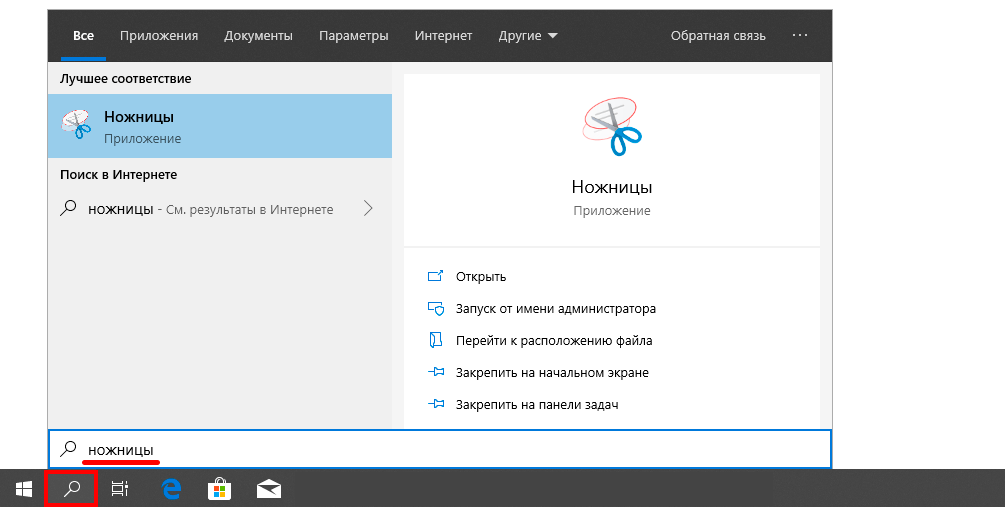 Все Приложения Документы Параметры Интернет Другие Обратная связь ...
Лучшее соответствие
Ножницы
Приложение
Поиск в Интернете
ножницы - См. результаты в Интернете
Ножницы
Приложение
Открыть
Запуск от имени администратора
Перейти к расположению файла
Закрепить на начальном экране
Закрепить на панели задач
ножницы